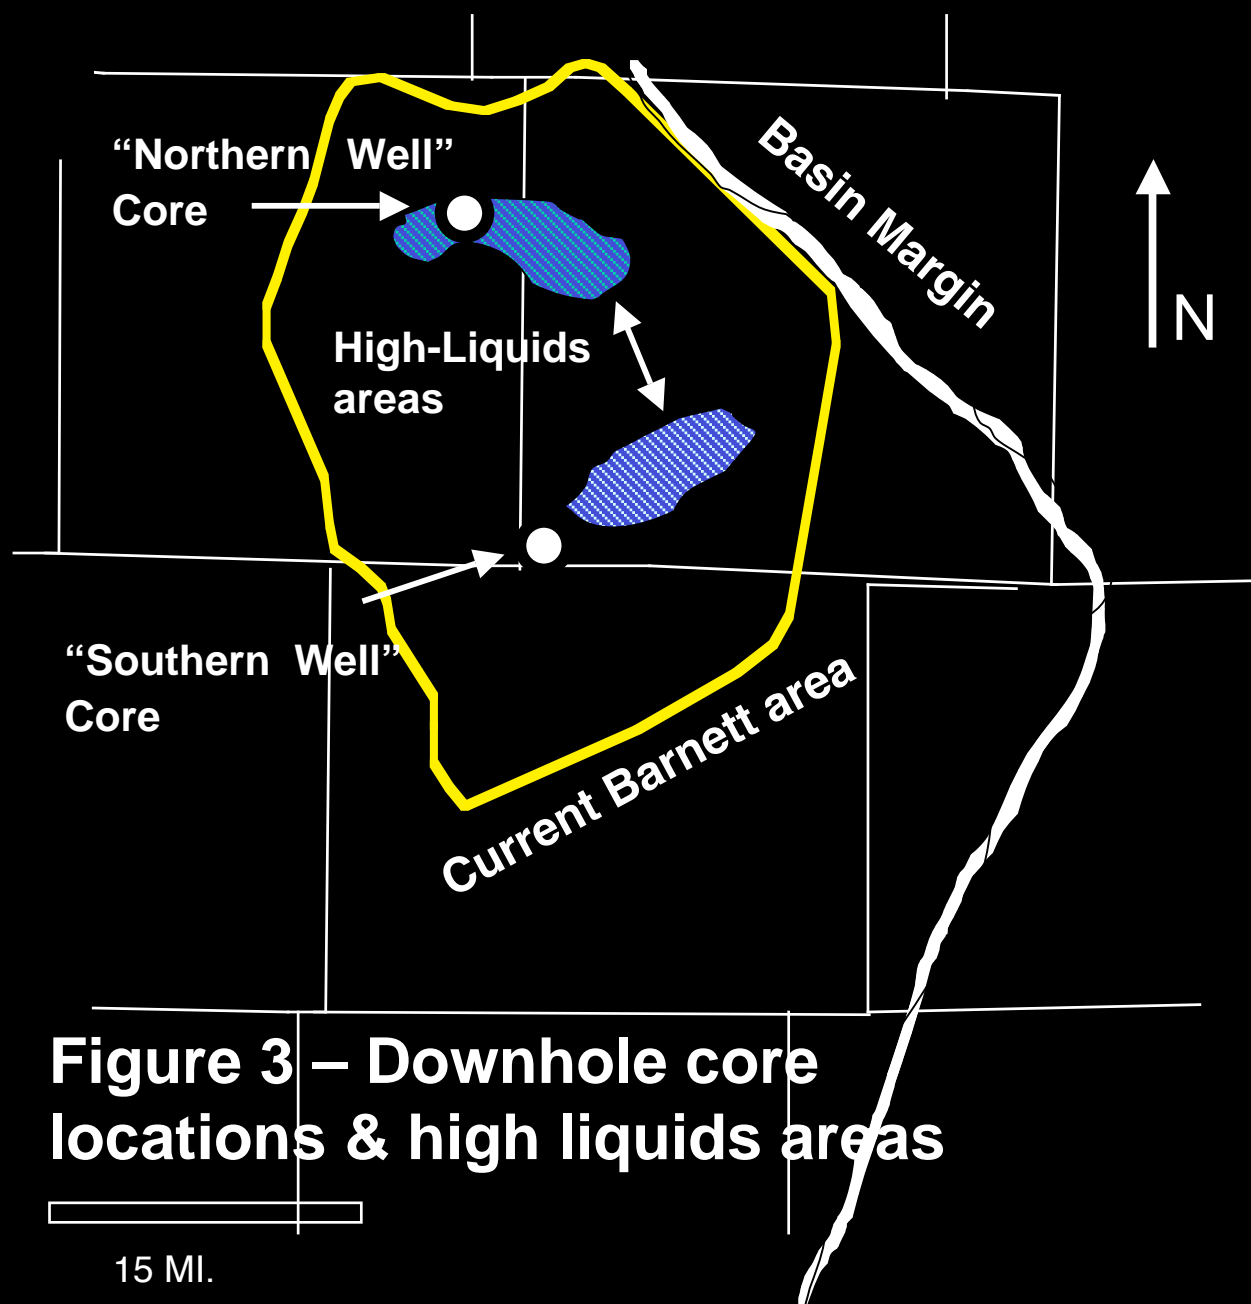 “Northern Well”
Core
Basin Margin
N
High-Liquids
areas
“Southern Well”
Core
Current Barnett area
Figure 3 – Downhole core
locations & high liquids areas
15 MI.